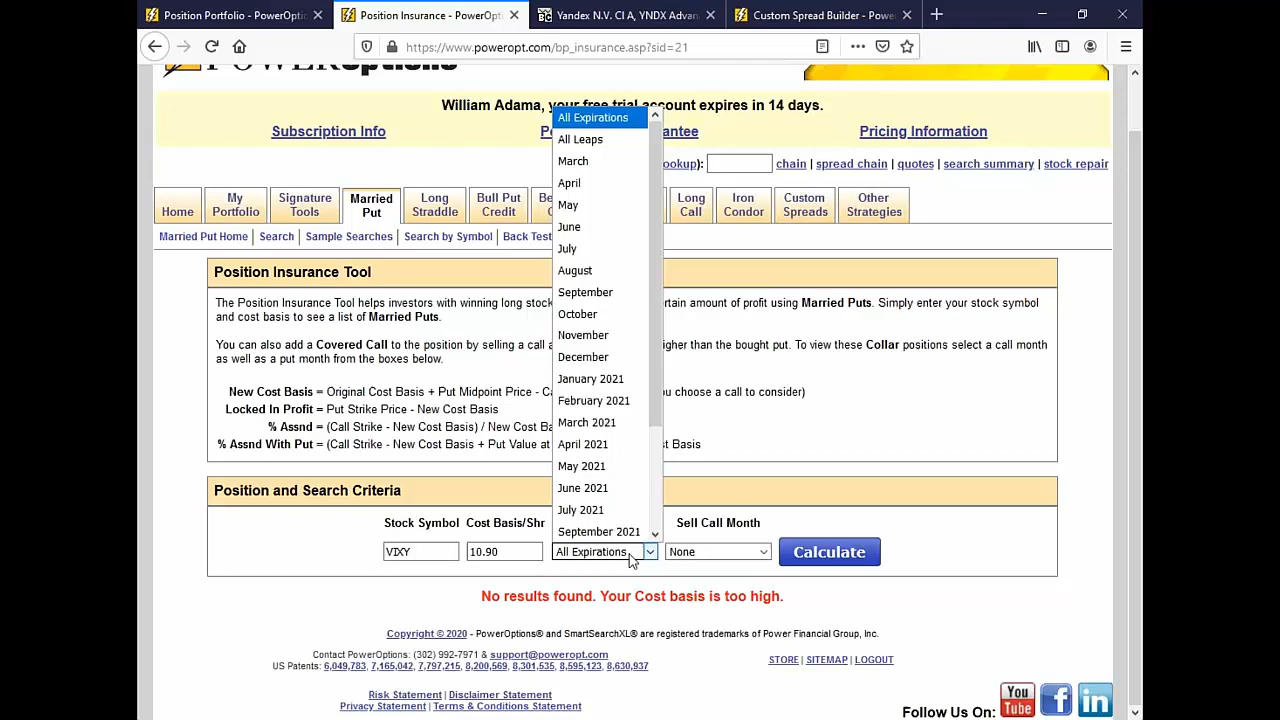 Position Portfolio - PowerOptic
Position Insurance - PowerOption
Yandex N.V. Cl A, YNDX Advan
Custom Spread Builder - Power
https://www.poweropt.com/bp_insurance.asp?sid=21
William Adama, your free trial account expires in 14 days.
Subscription Info
Pricing Information
chain | spread chain | quotes | search summary | stock repair
Home
My Portfolio
Signature Tools
Married Put
Long Straddle
Bull Put Credit
Long Call
Iron Condor
Custom Spreads
Other Strategies
Married Put Home | Search | Sample Searches | Search by Symbol | Back Test
Position Insurance Tool
The Position Insurance Tool helps investors with winning long stock
rtain amount of profit using Married Puts. Simply enter your stock symbol
and cost basis to see a list of Married Puts.
You can also add a Covered Call to the position by selling a call a
igher than the bought put. To view these Collar positions select a call month
as well as a put month from the boxes below.
New Cost Basis = Original Cost Basis + Put Midpoint Price - Ca
ou choose a call to consider)
Locked In Profit = Put Strike Price - New Cost Basis
% Assnd = (Call Strike - New Cost Basis) / New Co
% Assnd With Put = (Call Strike - New Cost Basis + Put Value at
Basis
All Expirations
All Leaps
March
April
May
June
July
August
September
October
November
December
January 2021
February 2021
March 2021
April 2021
May 2021
June 2021
July 2021
September 2021
Position and Search Criteria
Stock Symbol
Cost Basis/Shr
Sell Call Month
VIXY
10.90
All Expirations
None
Calculate
No results found. Your Cost basis is too high.
Copyright © 2020 - PowerOptions® and SmartSearchXL® are registered trademarks of Power Financial Group, Inc.
Contact PowerOptions: (302) 992-7971 & support@poweropt.com
US Patents: 6,049,783, 7,165,042, 7,797,215, 8,200,569, 8,301,535, 8,595,123, 8,630,937
STORE | SITEMAP | LOGOUT
Risk Statement | Disclaimer Statement
Privacy Statement | Terms & Conditions Statement
Follow Us On:
You
Tube
f
in